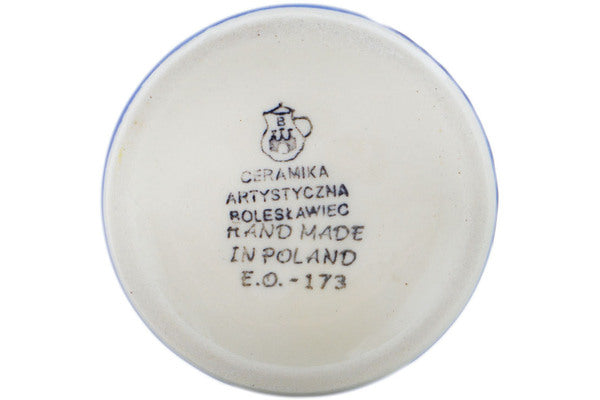 B
CERAMIKA
ARTYSTYCZNA
BOLESŁAWIEC
HAND MADE
IN POLAND
E.O. - 173